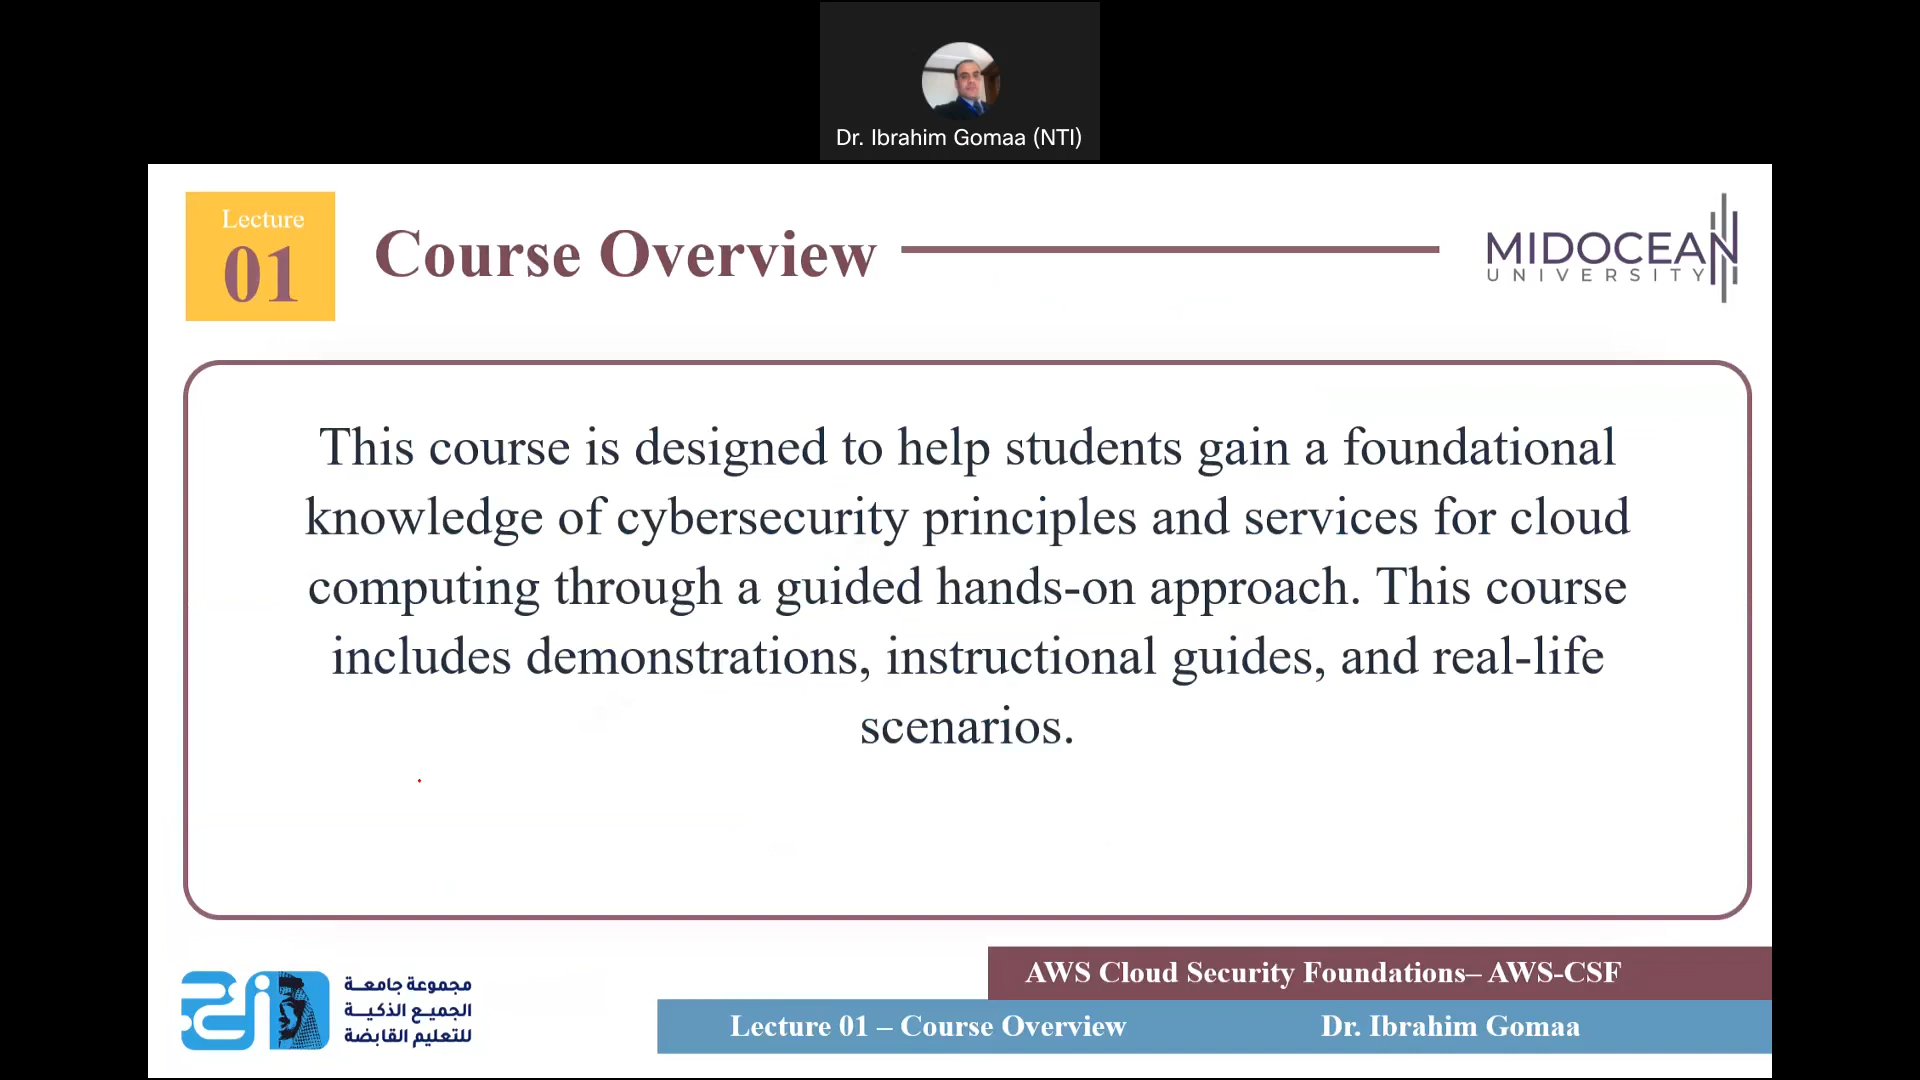 Dr. Ibrahim Gomaa (NTI)
Lecture
01
Course Overview
MIDOCEAN
UNIVERSITY
This course is designed to help students gain a foundational
knowledge of cybersecurity principles and services for cloud
computing through a guided hands-on approach. This course
includes demonstrations, instructional guides, and real-life
scenarios.
مجموعة جامعة
الجميع الذكية
للتعليم القابضة
AWS Cloud Security Foundations– AWS-CSF
Lecture 01 – Course Overview
Dr. Ibrahim Gomaa